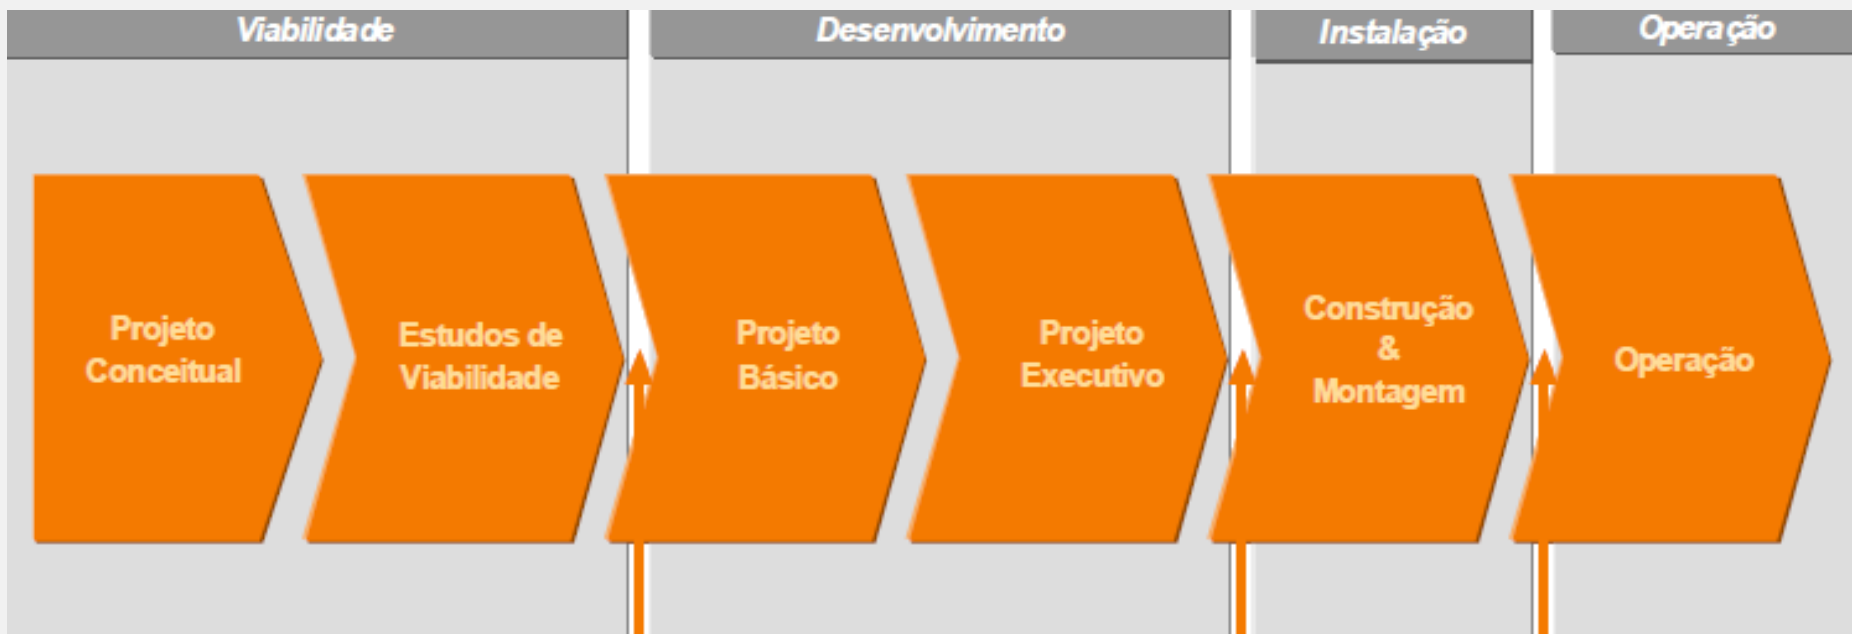 Viabilidade
Desenvolvimento
Instalação
Operação
Projeto
Conceitual
Estudos de
Viabilidade
Projeto
Básico
Projeto
Executivo
Construção
&
Montagem
Operação